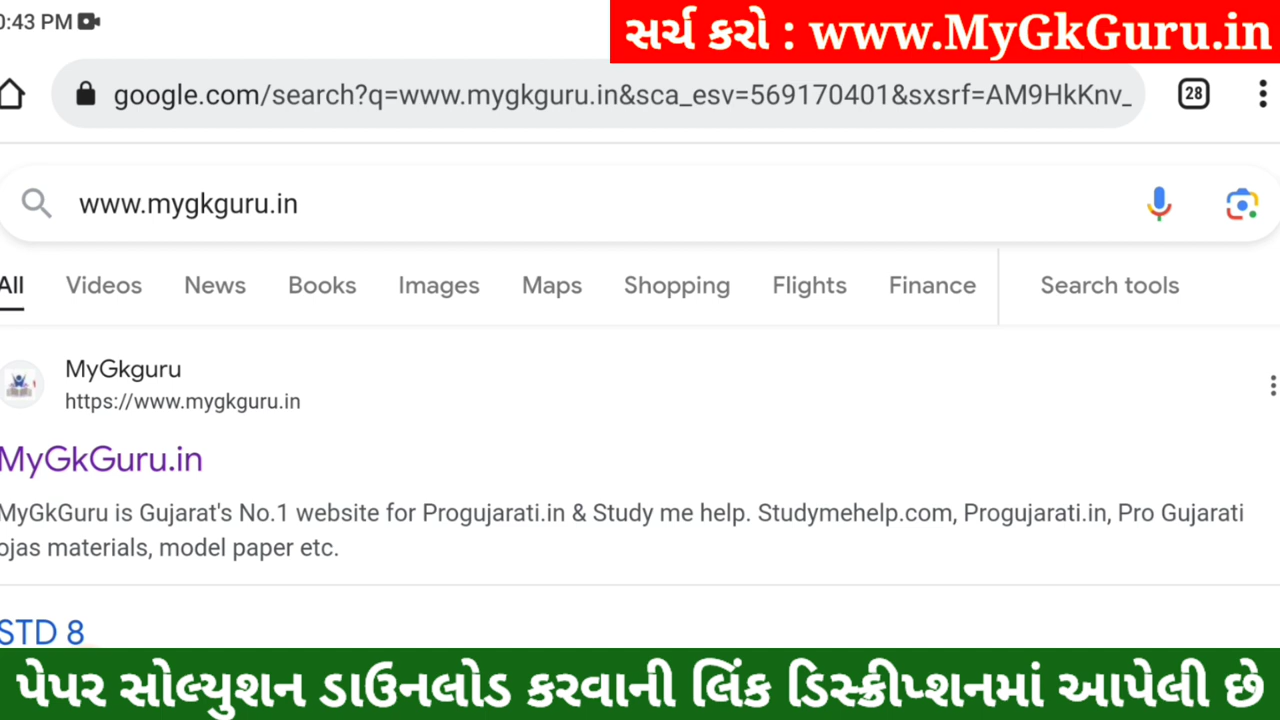 0:43 PM
સર્ચ કરો : www.MyGkGuru.in
google.com/search?q=www.mygkguru.in&sca_esv=569170401&sxsrf=AM9HkKnv_
28
www.mygkguru.in
All Videos News Books Images Maps Shopping Flights Finance Search tools
MyGkguru
https://www.mygkguru.in
MyGkGuru.in
MyGkGuru is Gujarat's No.1 website for Progujarati.in & Study me help. Studymehelp.com, Progujarati.in, Pro Gujarati
ojas materials, model paper etc.
STD 8
પેપર સોલ્યુશન ડાઉનલોડ કરવાની લિંક ડિસ્ક્રીપ્શનમાં આપેલી છે